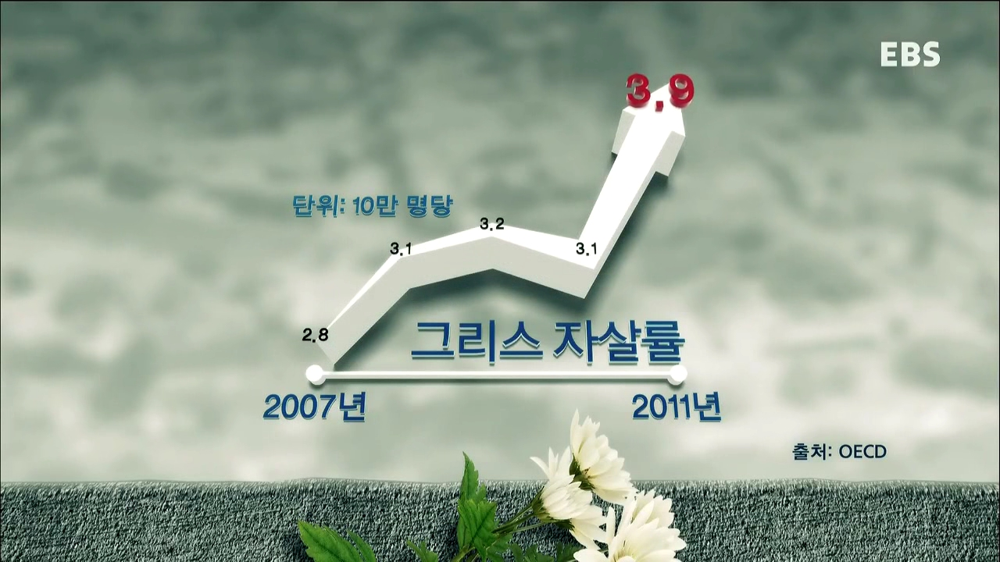 EBS
3.9
단위: 10만 명당
3.2
3.1
3.1
2.8
그리스 자살률
2007년
2011년
출처: OECD